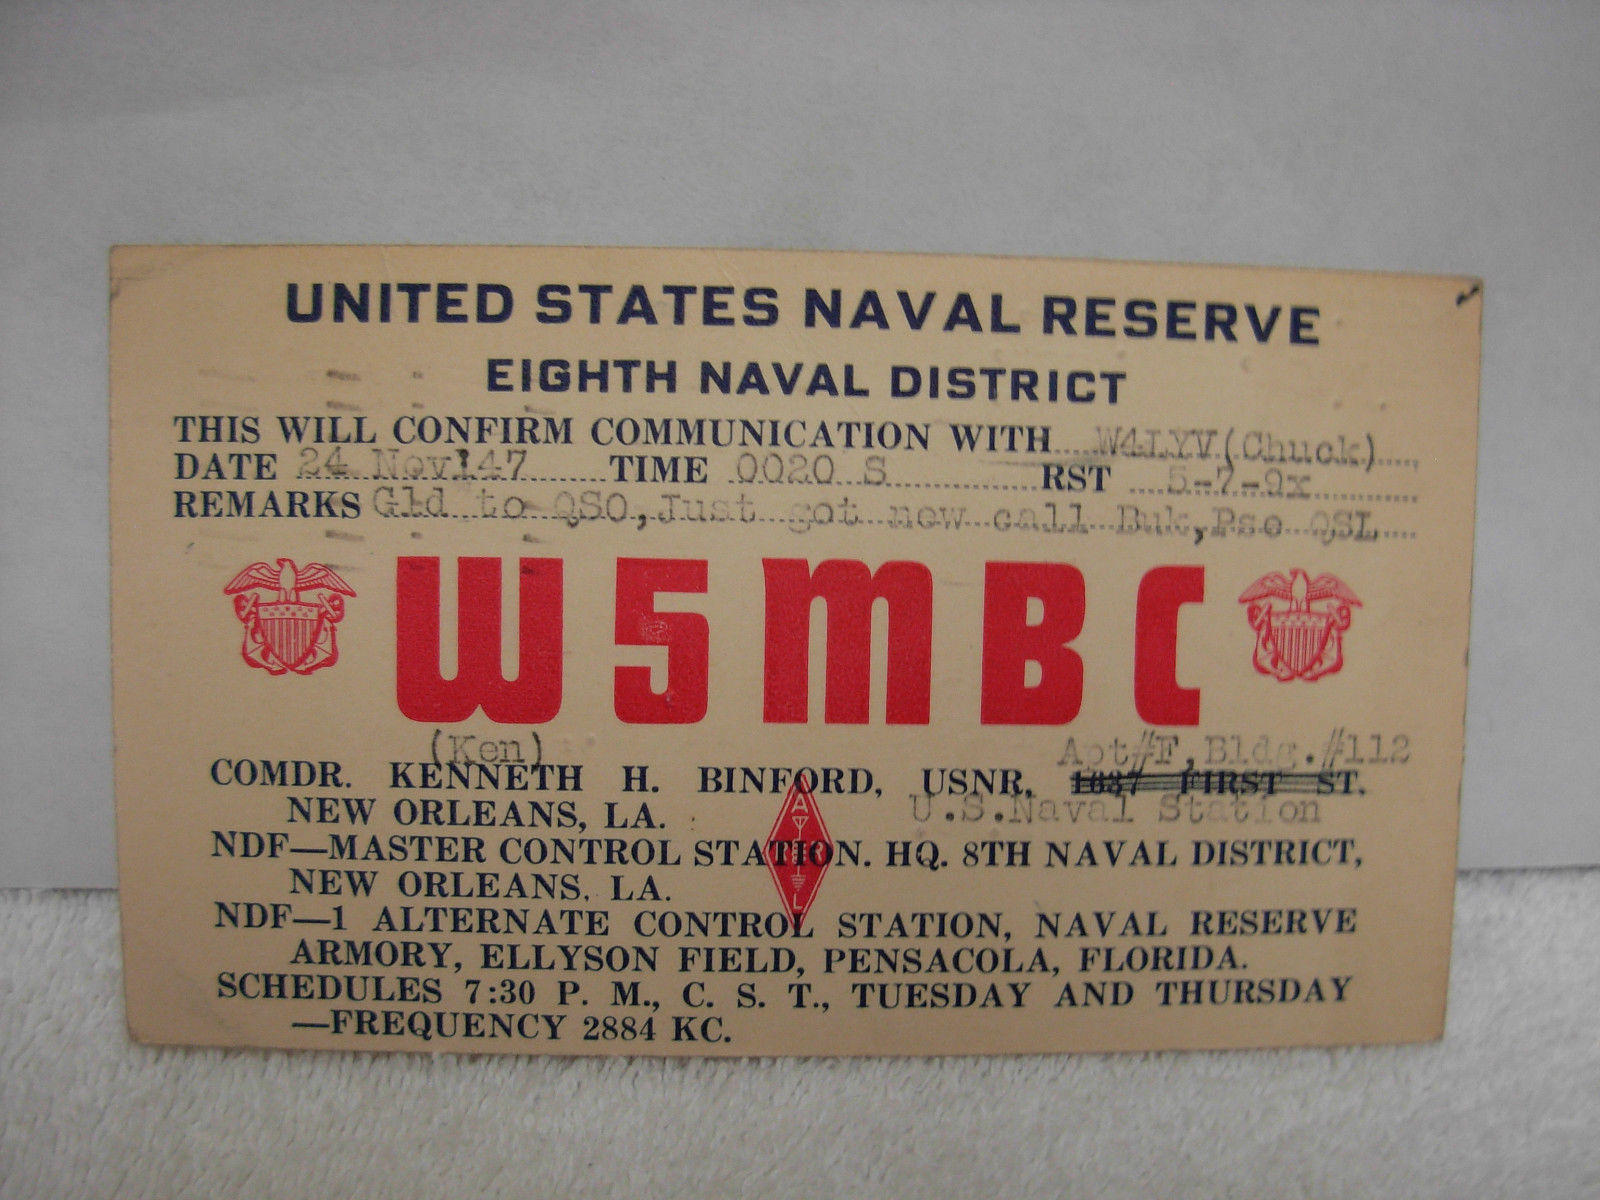 UNITED STATES NAVAL RESERVE
EIGHTH NAVAL DISTRICT
THIS WILL CONFIRM COMMUNICATION WITH W4LYV(Chuck)
DATE 24 Nov!47 TIME 0020 S RST 5-7-9x
REMARKS Gld to QSO,Just got new call Buk,Pse QSL
W5MBC
(Ken) Apt#F,Bldg.#112
COMDR. KENNETH H. BINFORD, USNR, 1637 FIRST ST.
NEW ORLEANS, LA. U.S.Naval Station
NDF—MASTER CONTROL STATION. HQ. 8TH NAVAL DISTRICT,
NEW ORLEANS. LA.
NDF—1 ALTERNATE CONTROL STATION, NAVAL RESERVE
ARMORY, ELLYSON FIELD, PENSACOLA, FLORIDA.
SCHEDULES 7:30 P. M., C. S. T., TUESDAY AND THURSDAY
—FREQUENCY 2884 KC.